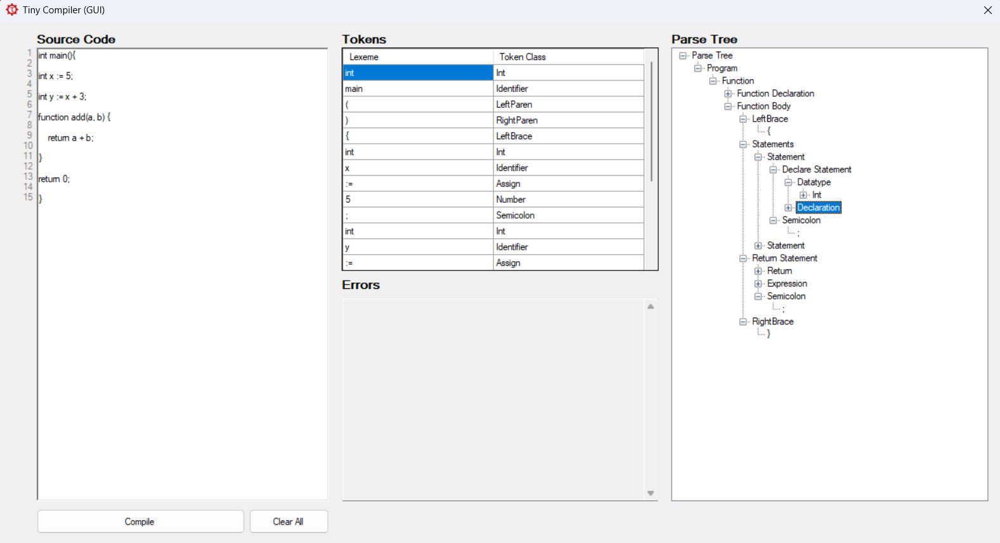 Tiny Compiler (GUI)
Source Code
1 int main(){
2
3 int x := 5;
4
5 int y := x + 3;
6
7 function add(a, b) {
8
9 return a + b;
10
11 }
12
13 return 0;
14
15 }
Compile
Clear All
Tokens
Lexeme Token Class
int Int
main Identifier
( LeftParen
) RightParen
{ LeftBrace
int Int
x Identifier
:= Assign
5 Number
; Semicolon
int Int
y Identifier
:= Assign
Errors
Parse Tree
Parse Tree
Program
Function
Function Declaration
Function Body
LeftBrace
{
Statements
Statement
Declare Statement
Datatype
Int
Declaration
Semicolon
;
Statement
Return Statement
Return
Expression
Semicolon
;
RightBrace
}